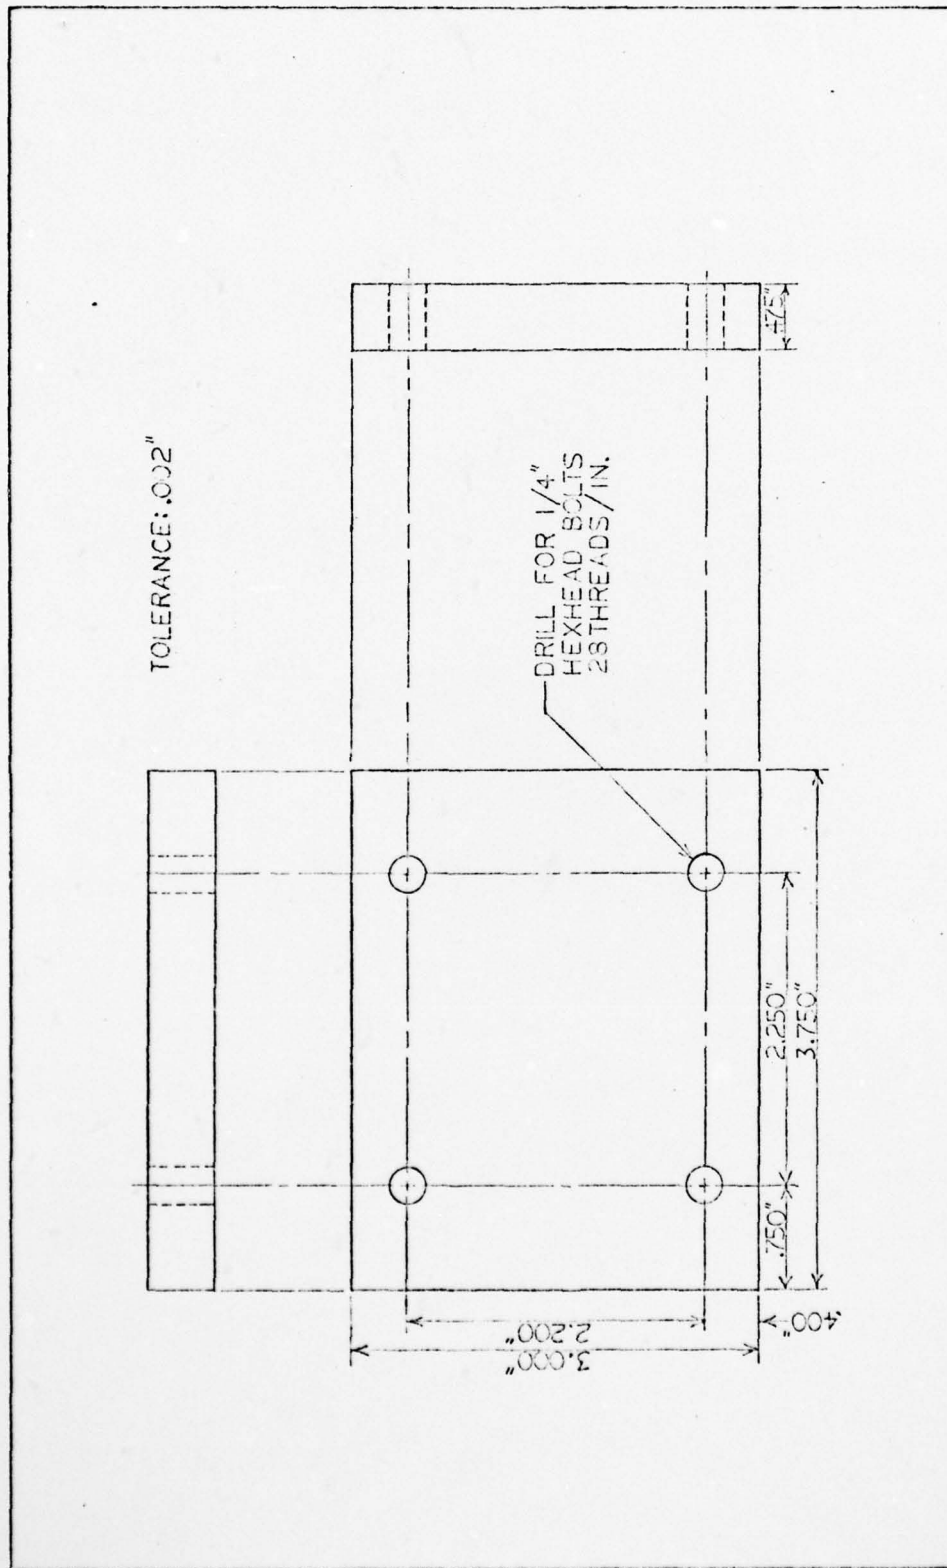 TOLERANCE: .002"
DRILL FOR 1/4"
HEXHEAD BOLTS
28 THREADS/IN.
.475"
3.000"
2.200"
.400"
.750"
2.250"
3.750"